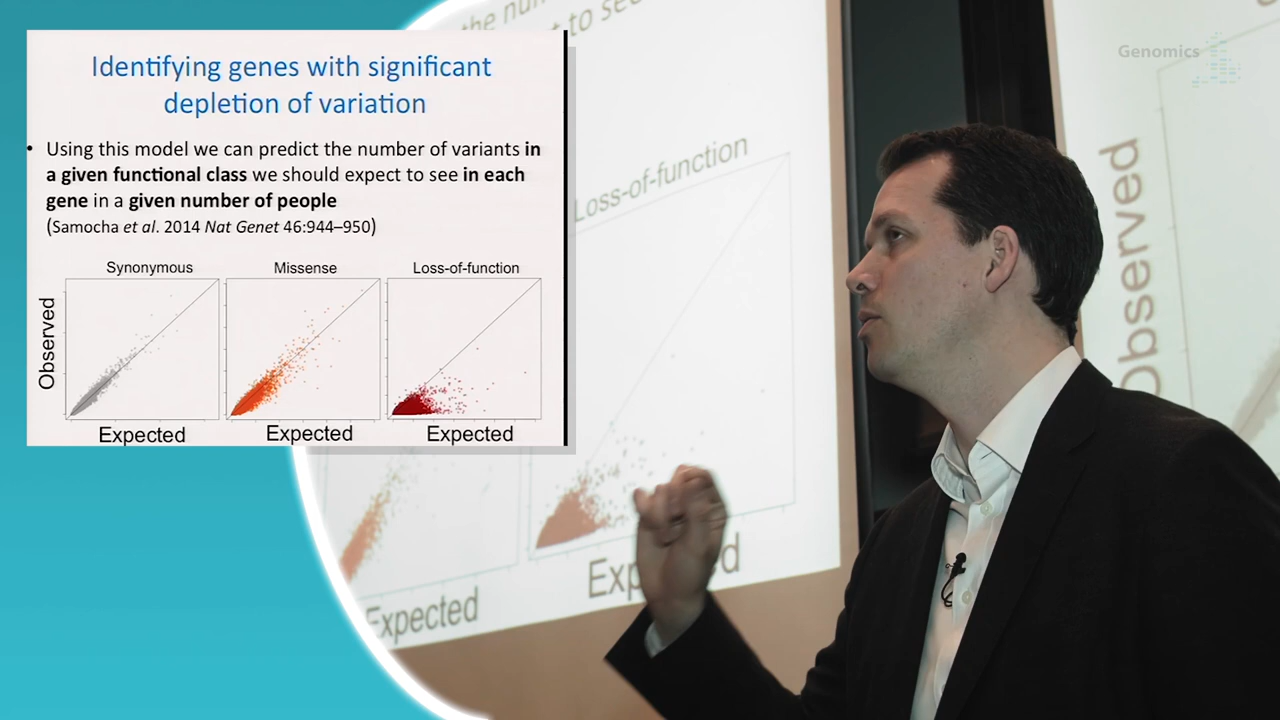 Identifying genes with significant
depletion of variation
• Using this model we can predict the number of variants in
a given functional class we should expect to see in each
gene in a given number of people
(Samocha et al. 2014 Nat Genet 46:944–950)
Synonymous
Missense
Loss-of-function
Observed
Expected
Expected
Expected
the
to see
Loss-of-function
Expected
Observed
Genomics